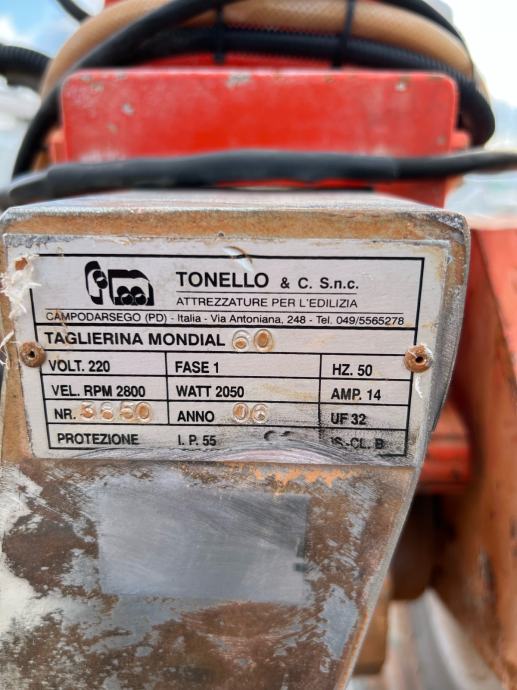 TONELLO & C. S.n.c.
ATTREZZATURE PER L'EDILIZIA
CAMPODARSEGO (PD) - Italia - Via Antoniana, 248 - Tel. 049/5565278
TAGLIERINA MONDIAL 60
VOLT. 220 FASE 1 HZ. 50
VEL. RPM 2800 WATT 2050 AMP. 14
NR. 3850 ANNO 06 UF 32
PROTEZIONE I.P. 55 IS-CL. B